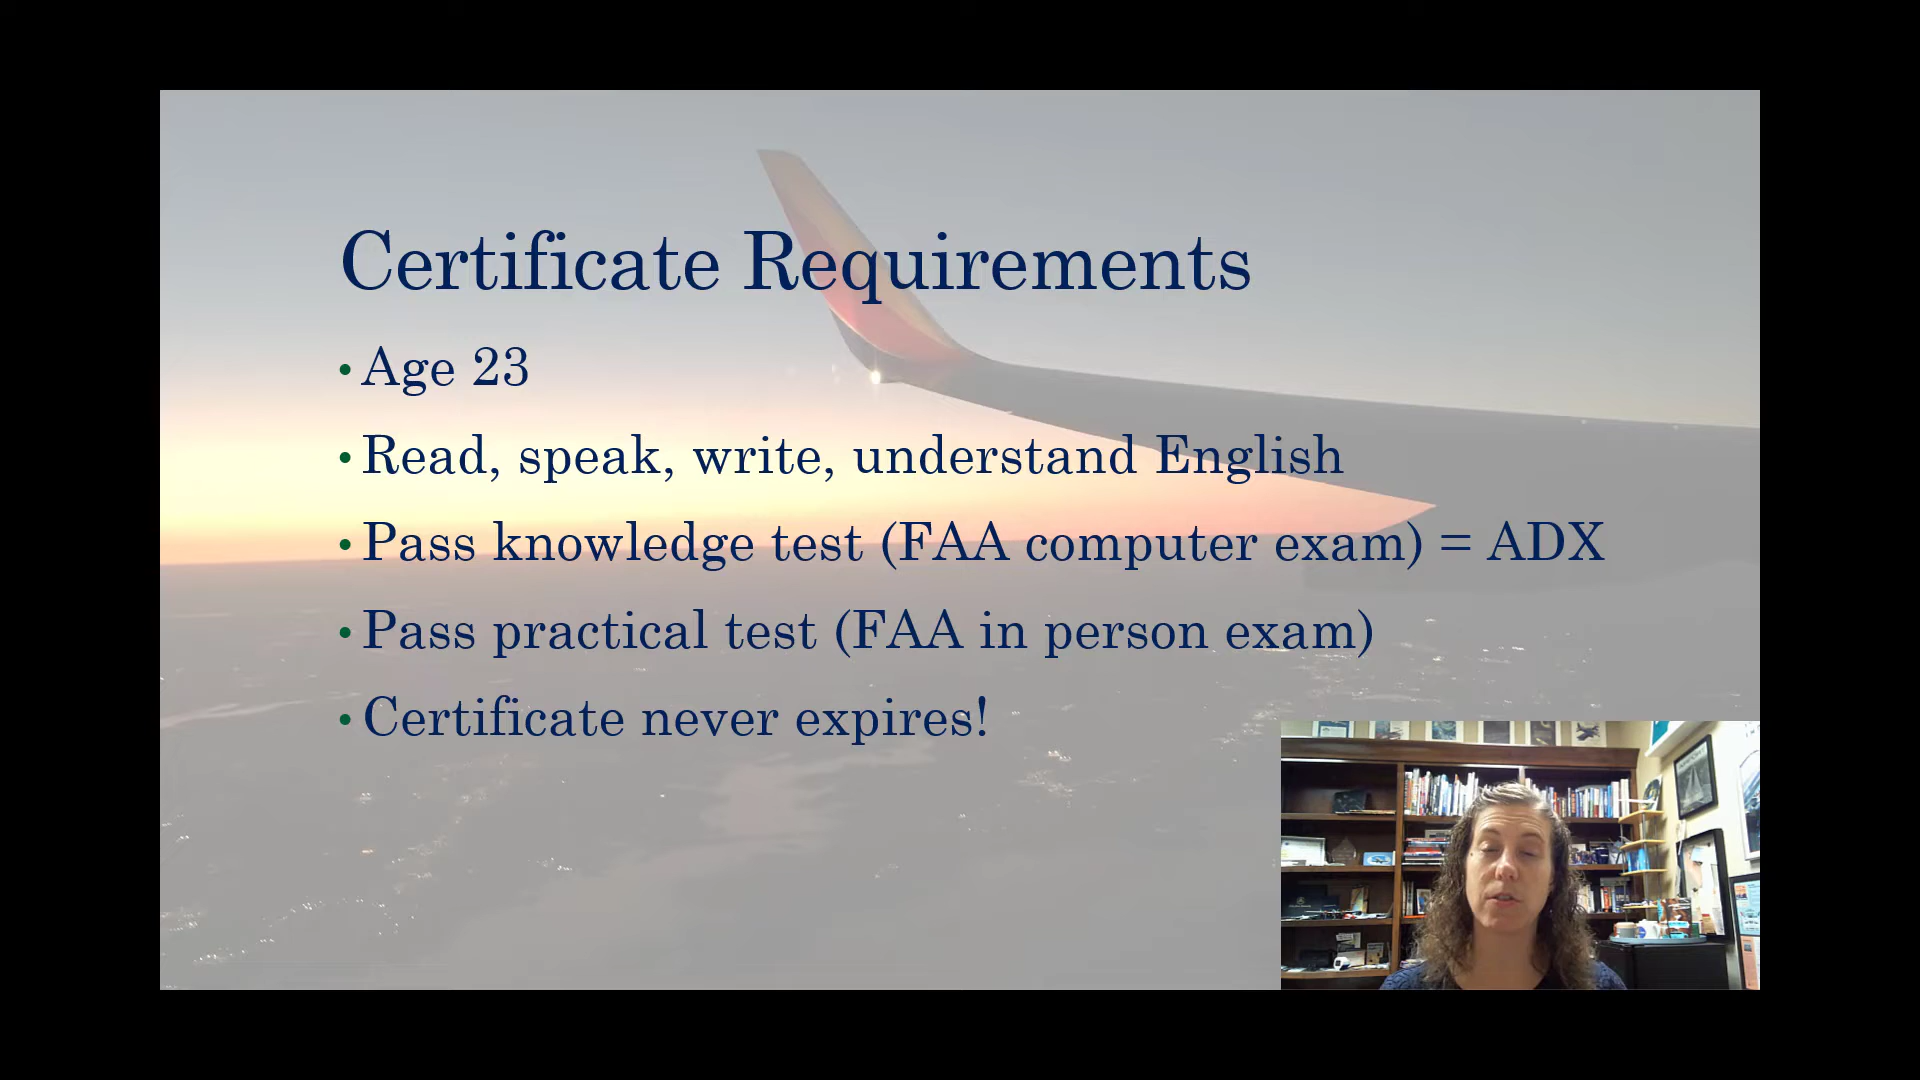 Certificate Requirements
• Age 23
• Read, speak, write, understand English
• Pass knowledge test (FAA computer exam) = ADX
• Pass practical test (FAA in person exam)
• Certificate never expires!